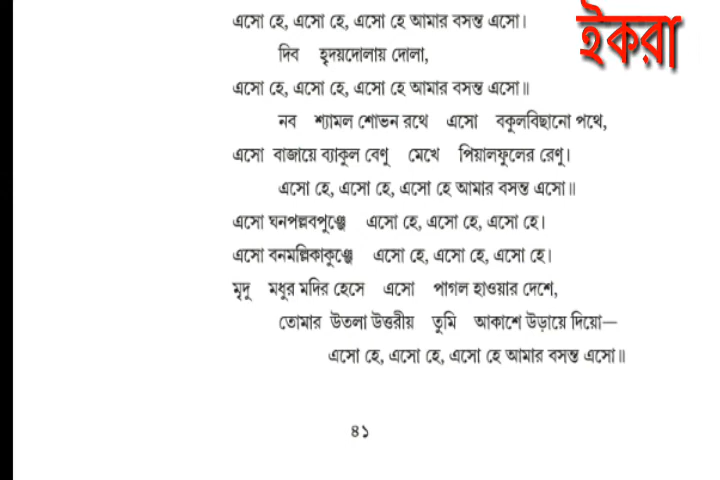 ইকরা
এসো হে, এসো হে, এসো হে আমার বসন্ত এসো।
দিব হৃদয়দোলায় দোলা,
এসো হে, এসো হে, এসো হে আমার বসন্ত এসো॥
নব শ্যামল শোভন রথে এসো বকুলবিছানো পথে,
এসো বাজায়ে ব্যাকুল বেণু মেখে পিয়ালফুলের রেণু।
এসো হে, এসো হে, এসো হে আমার বসন্ত এসো॥
এসো ঘনপল্লবপুঞ্জে এসো হে, এসো হে, এসো হে।
এসো বনমল্লিকাকুঞ্জে এসো হে, এসো হে, এসো হে।
মৃদু মধুর মদির হেসে এসো পাগল হাওয়ার দেশে,
তোমার উতলা উত্তরীয় তুমি আকাশে উড়ায়ে দিয়ো—
এসো হে, এসো হে, এসো হে আমার বসন্ত এসো॥
৪১